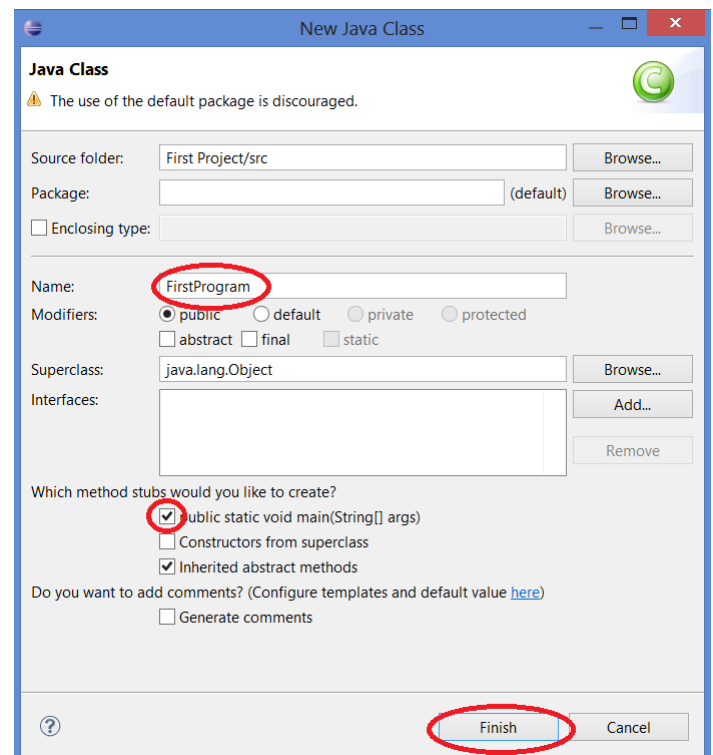 New Java Class
Java Class
The use of the default package is discouraged.
Source folder: First Project/src Browse...
Package: (default) Browse...
Enclosing type: Browse...
Name: FirstProgram
Modifiers: public default private protected
abstract final static
Superclass: java.lang.Object Browse...
Interfaces: Add...
Remove
Which method stubs would you like to create?
public static void main(String[] args)
Constructors from superclass
Inherited abstract methods
Do you want to add comments? (Configure templates and default value here)
Generate comments
? Finish Cancel